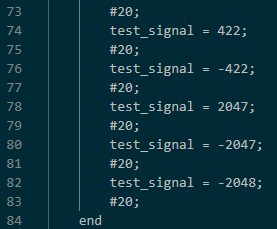 73 #20;
74 test_signal = 422;
75 #20;
76 test_signal = -422;
77 #20;
78 test_signal = 2047;
79 #20;
80 test_signal = -2047;
81 #20;
82 test_signal = -2048;
83 #20;
84 end